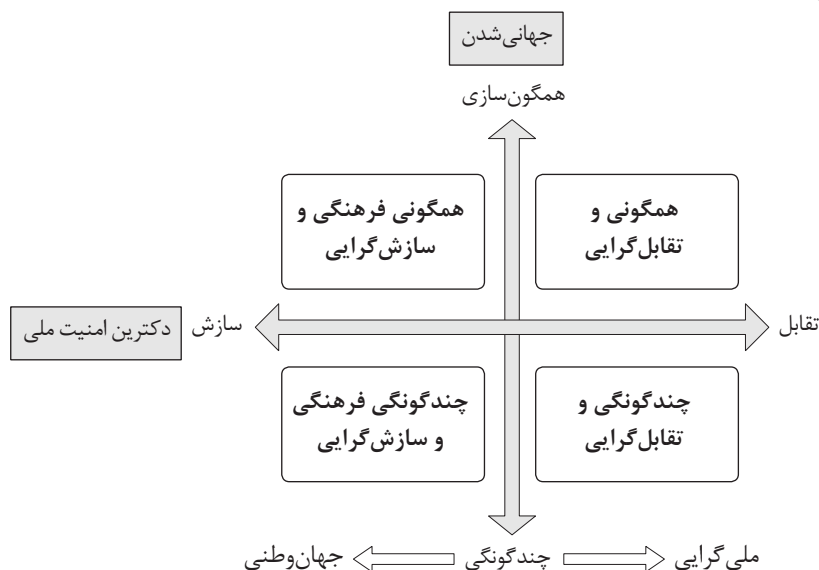 جهانی‌شدن
همگون‌سازی
همگونی و
تقابل‌گرایی
همگونی فرهنگی و
سازش‌گرایی
تقابل
سازش
دکترین امنیت ملی
چندگونگی و
تقابل‌گرایی
چندگونگی فرهنگی
و سازش‌گرایی
ملی‌گرایی
چندگونگی
جهان‌وطنی